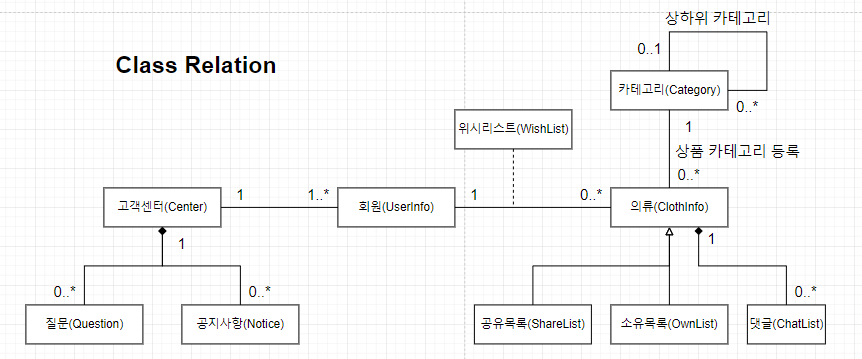 상하위 카테고리
0..1
Class Relation
카테고리(Category)
0..*
위시리스트(WishList)
1
상품 카테고리 등록
0..*
고객센터(Center)
1
1..*
회원(UserInfo)
1
0..*
의류(ClothInfo)
1
1
0..*
0..*
0..*
질문(Question)
공지사항(Notice)
공유목록(ShareList)
소유목록(OwnList)
댓글(ChatList)